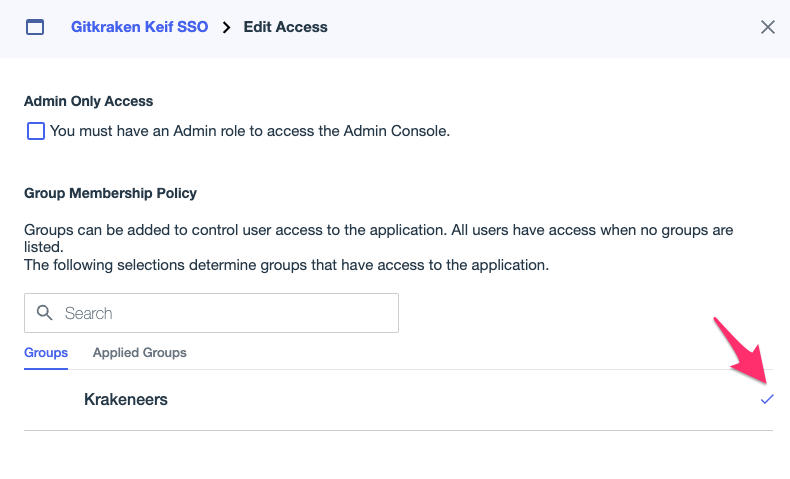 Gitkraken Keif SSO > Edit Access
Admin Only Access
You must have an Admin role to access the Admin Console.
Group Membership Policy
Groups can be added to control user access to the application. All users have access when no groups are
listed.
The following selections determine groups that have access to the application.
Search
Groups Applied Groups
Krakeneers